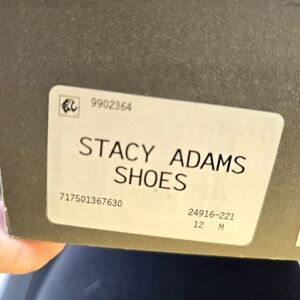 9902364
STACY ADAMS
SHOES
717501367630
24916-221
12 M